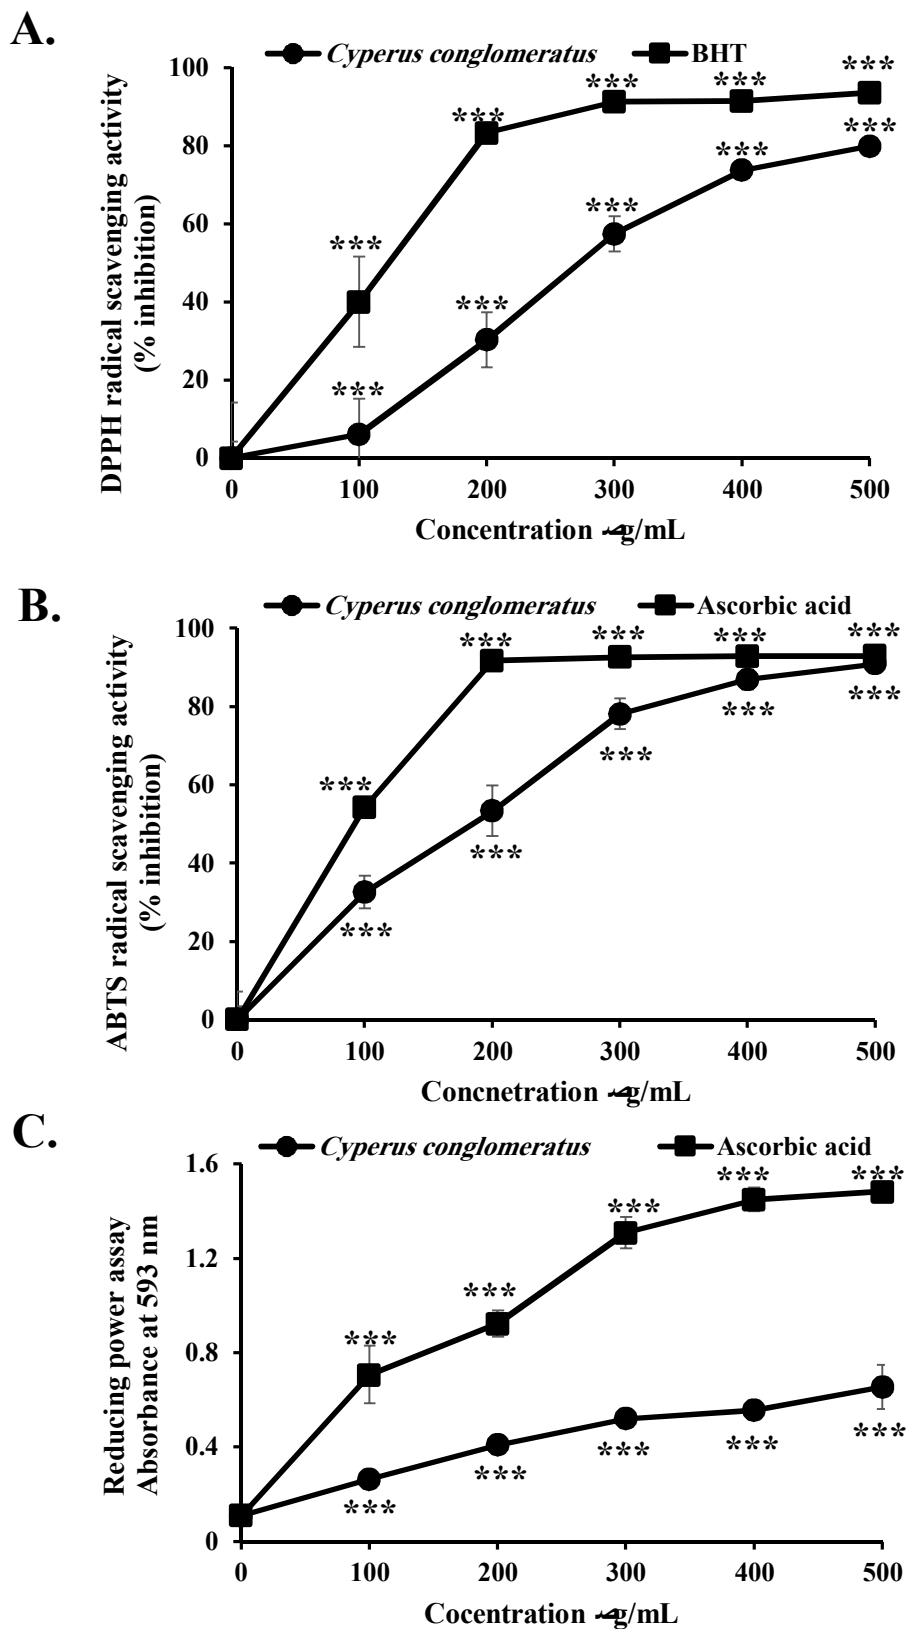 A.
Cyperus conglomeratus BHT
DPPH radical scavenging activity
(% inhibition)
100
80
60
40
20
0
***
***
***
***
***
***
***
***
***
***
0 100 200 300 400 500
Concentration g/mL
B.
Cyperus conglomeratus Ascorbic acid
ABTS radical scavenging activity
(% inhibition)
100
80
60
40
20
0
***
***
***
***
***
***
***
***
***
***
0 100 200 300 400 500
Concnetration g/mL
C.
Cyperus conglomeratus Ascorbic acid
Reducing power assay
Absorbance at 593 nm
1.6
1.2
0.8
0.4
0
***
***
***
***
***
***
***
***
***
***
0 100 200 300 400 500
Cocentration g/mL